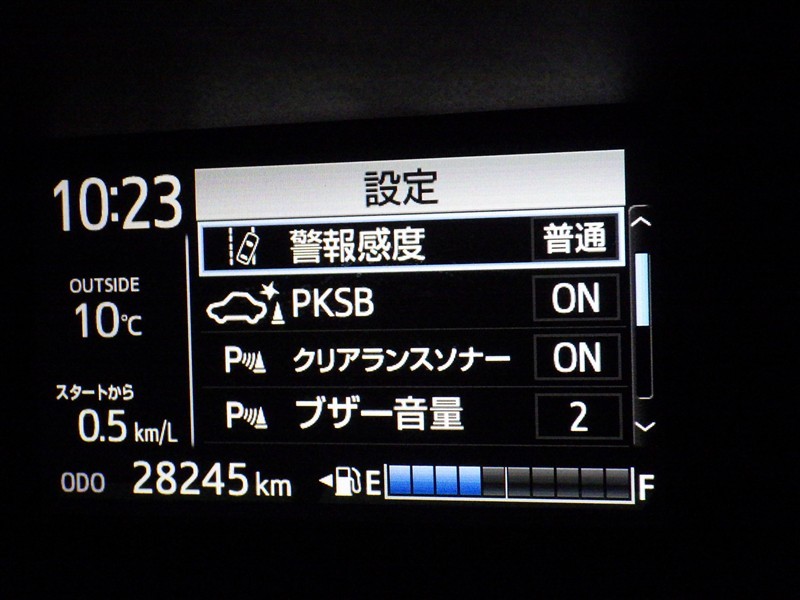 10:23
OUTSIDE
10℃
スタートから
0.5 km/L
設定
警報感度 普通
PKSB ON
P クリアランスソナー ON
P ブザー音量 2
ODO 28245 km E F